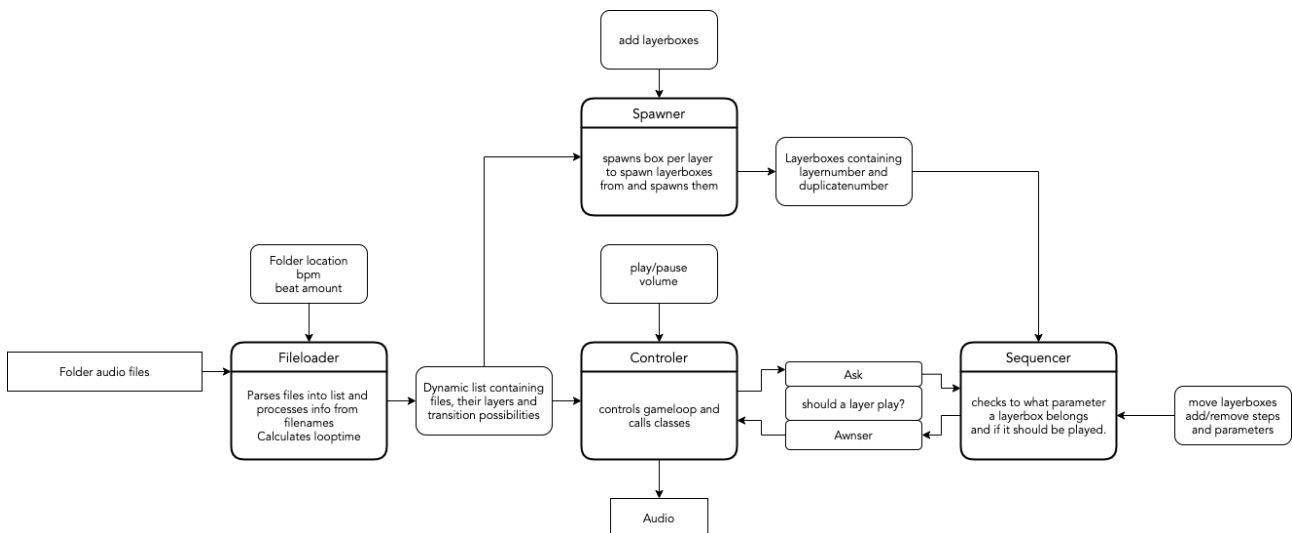 add layerboxes
Spawner
spawns box per layer
to spawn layerboxes
from and spawns them
Layerboxes containing
layernumber and
duplicatenumber
Folder location
bpm
beat amount
play/pause
volume
Folder audio files
Fileloader
Parses files into list and
processes info from
filenames
Calculates looptime
Dynamic list containing
files, their layers and
transition possibilities
Controler
controls gameloop and
calls classes
Ask
should a layer play?
Awnser
Sequencer
checks to what parameter
a layerbox belongs
and if it should be played.
move layerboxes
add/remove steps
and parameters
Audio